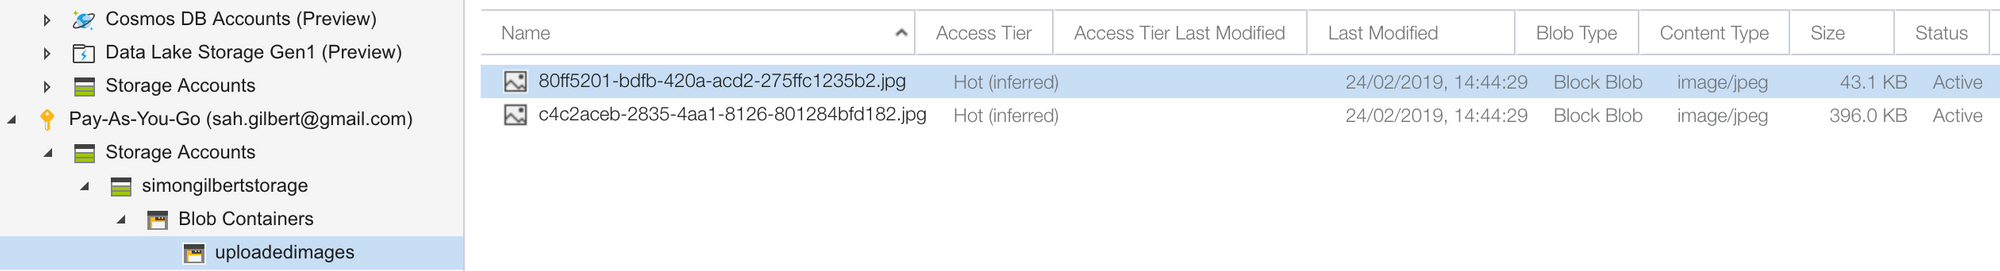 Cosmos DB Accounts (Preview)
Data Lake Storage Gen1 (Preview)
Storage Accounts
Pay-As-You-Go (sah.gilbert@gmail.com)
Storage Accounts
simongilbertstorage
Blob Containers
uploadedimages
Name Access Tier Access Tier Last Modified Last Modified Blob Type Content Type Size Status
80ff5201-bdfb-420a-acd2-275ffc1235b2.jpg Hot (inferred) 24/02/2019, 14:44:29 Block Blob image/jpeg 43.1 KB Active
c4c2aceb-2835-4aa1-8126-801284bfd182.jpg Hot (inferred) 24/02/2019, 14:44:29 Block Blob image/jpeg 396.0 KB Active